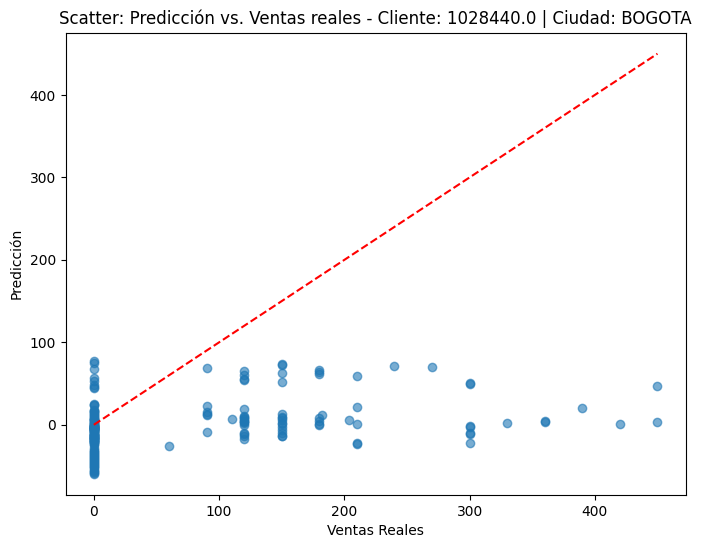 Scatter: Predicción vs. Ventas reales - Cliente: 1028440.0 | Ciudad: BOGOTA
Predicción
400
300
200
100
0
0 100 200 300 400
Ventas Reales